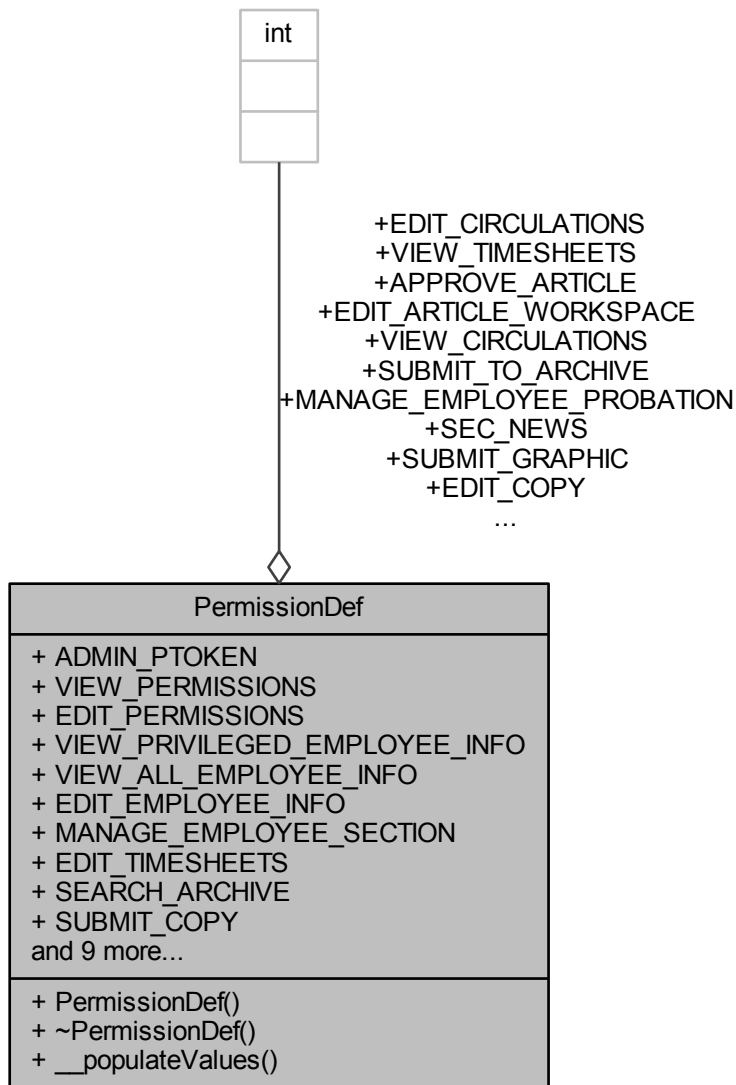 int
+EDIT_CIRCULATIONS
+VIEW_TIMESHEETS
+APPROVE_ARTICLE
+EDIT_ARTICLE_WORKSPACE
+VIEW_CIRCULATIONS
+SUBMIT_TO_ARCHIVE
+MANAGE_EMPLOYEE_PROBATION
+SEC_NEWS
+SUBMIT_GRAPHIC
+EDIT_COPY
...
PermissionDef
+ ADMIN_PTOKEN
+ VIEW_PERMISSIONS
+ EDIT_PERMISSIONS
+ VIEW_PRIVILEGED_EMPLOYEE_INFO
+ VIEW_ALL_EMPLOYEE_INFO
+ EDIT_EMPLOYEE_INFO
+ MANAGE_EMPLOYEE_SECTION
+ EDIT_TIMESHEETS
+ SEARCH_ARCHIVE
+ SUBMIT_COPY
and 9 more...
+ PermissionDef()
+ ~PermissionDef()
+ __populateValues()